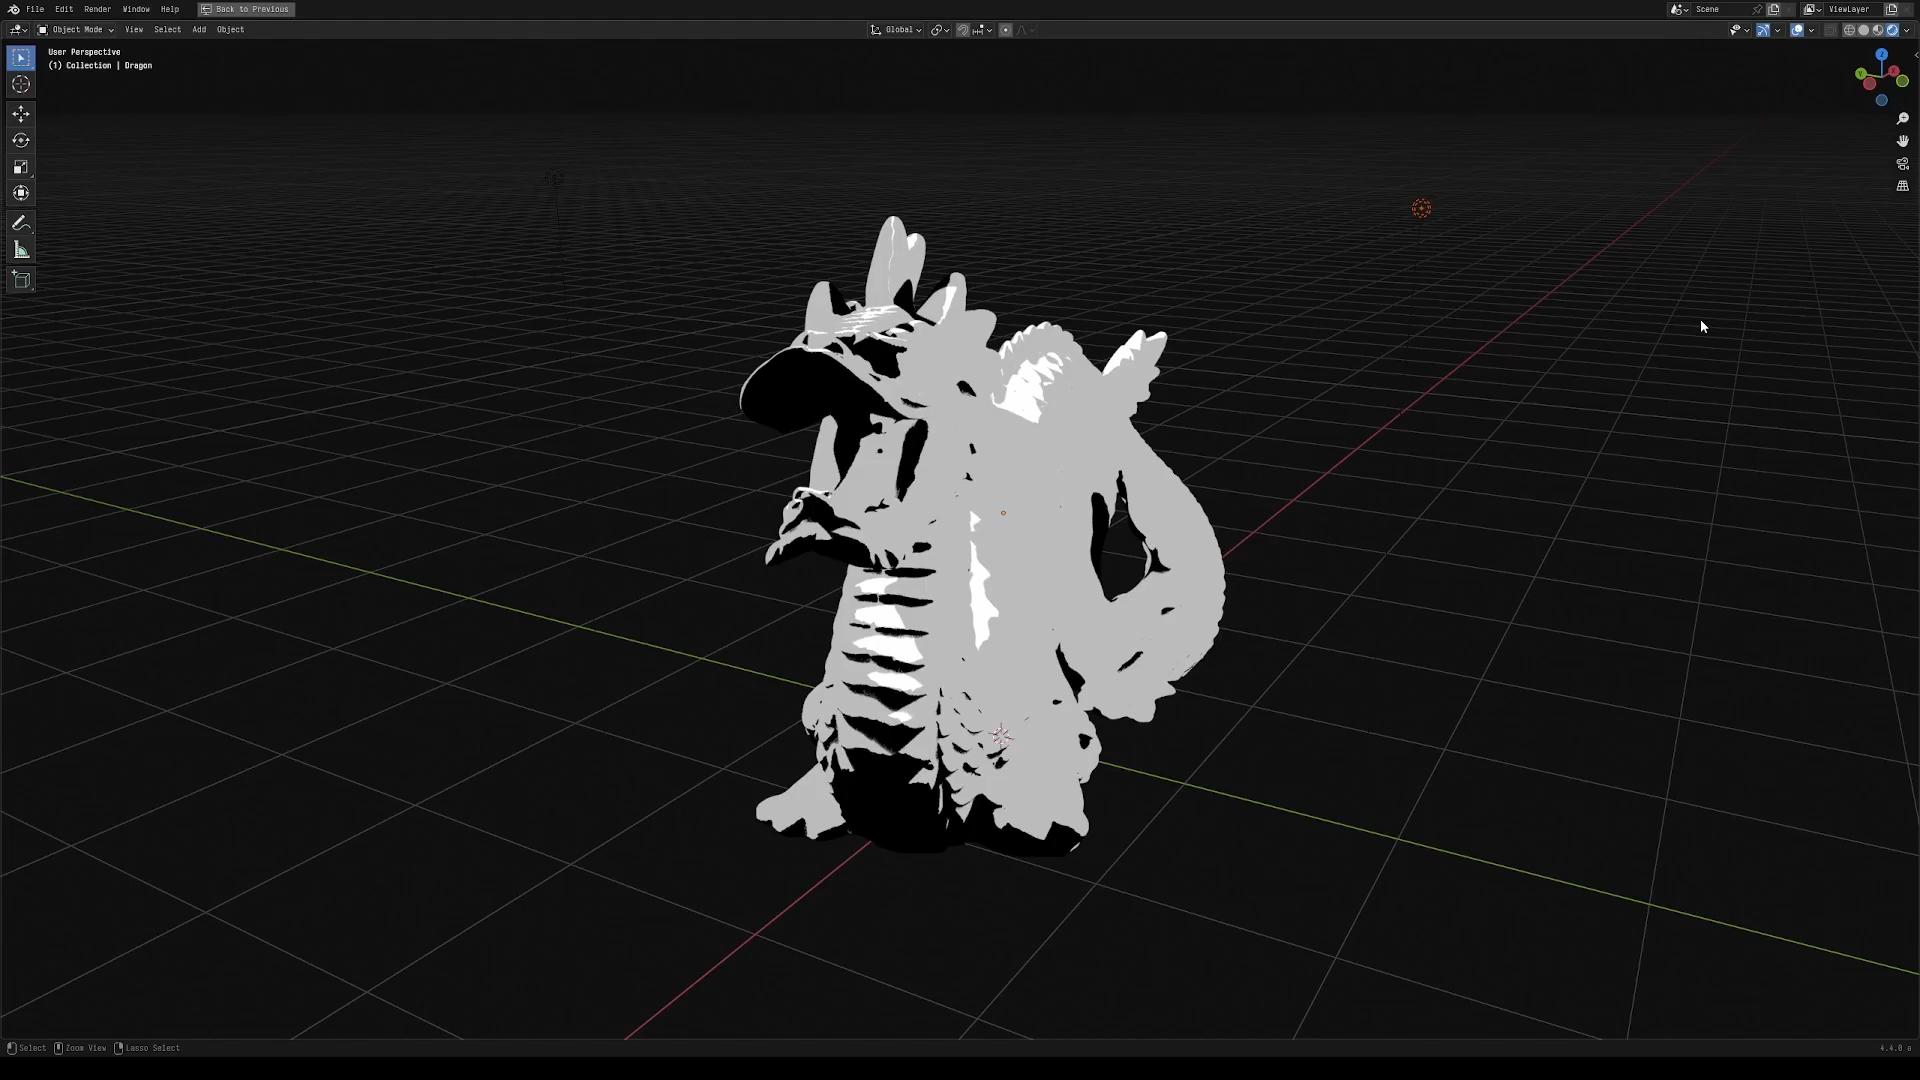 File Edit Render Window Help Back to Previous Scene ViewLayer
Object Mode View Select Add Object Global
User Perspective
(1) Collection | Dragon
Z
Y
X
Select Zoom View Lasso Select 4.4.0